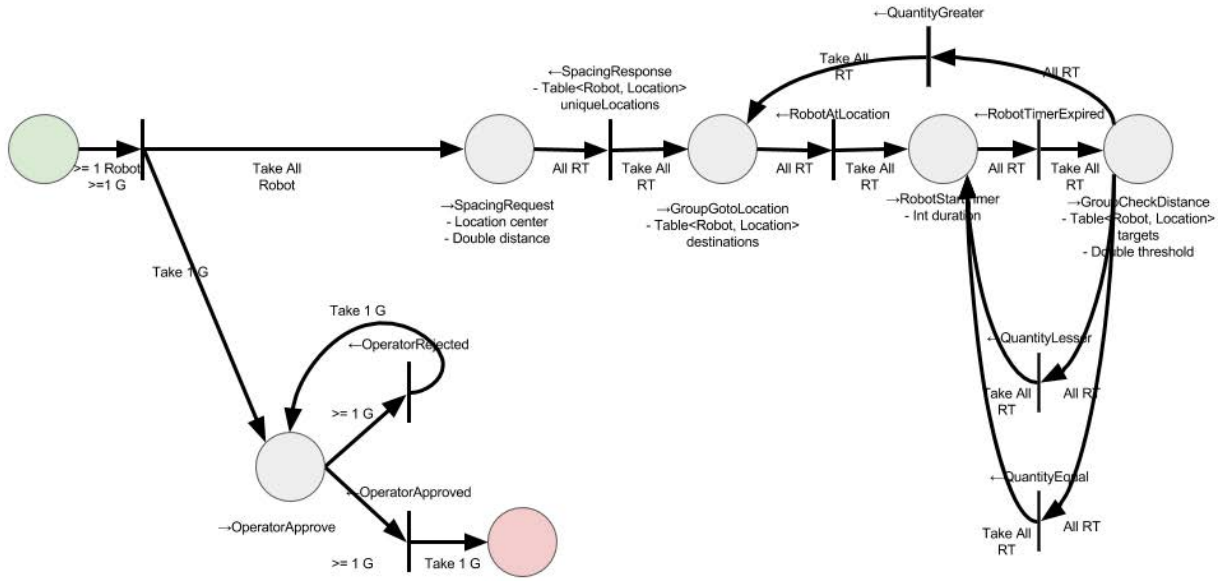 ←QuantityGreater
Take All
RT
All RT
←SpacingResponse
- Table<Robot, Location>
uniqueLocations
←RobotAtLocation
←RobotTimerExpired
>= 1 Robot
>=1 G
Take All
Robot
All RT
Take All
RT
All RT
Take All
RT
All RT
Take All
RT
→SpacingRequest
- Location center
- Double distance
→GroupGotoLocation
- Table<Robot, Location>
destinations
→RobotStartTimer
- Int duration
→GroupCheckDistance
- Table<Robot, Location>
targets
- Double threshold
Take 1 G
Take 1 G
←OperatorRejected
>= 1 G
←QuantityLesser
Take All
RT
All RT
←OperatorApproved
→OperatorApprove
>= 1 G
Take 1 G
←QuantityEqual
Take All
RT
All RT